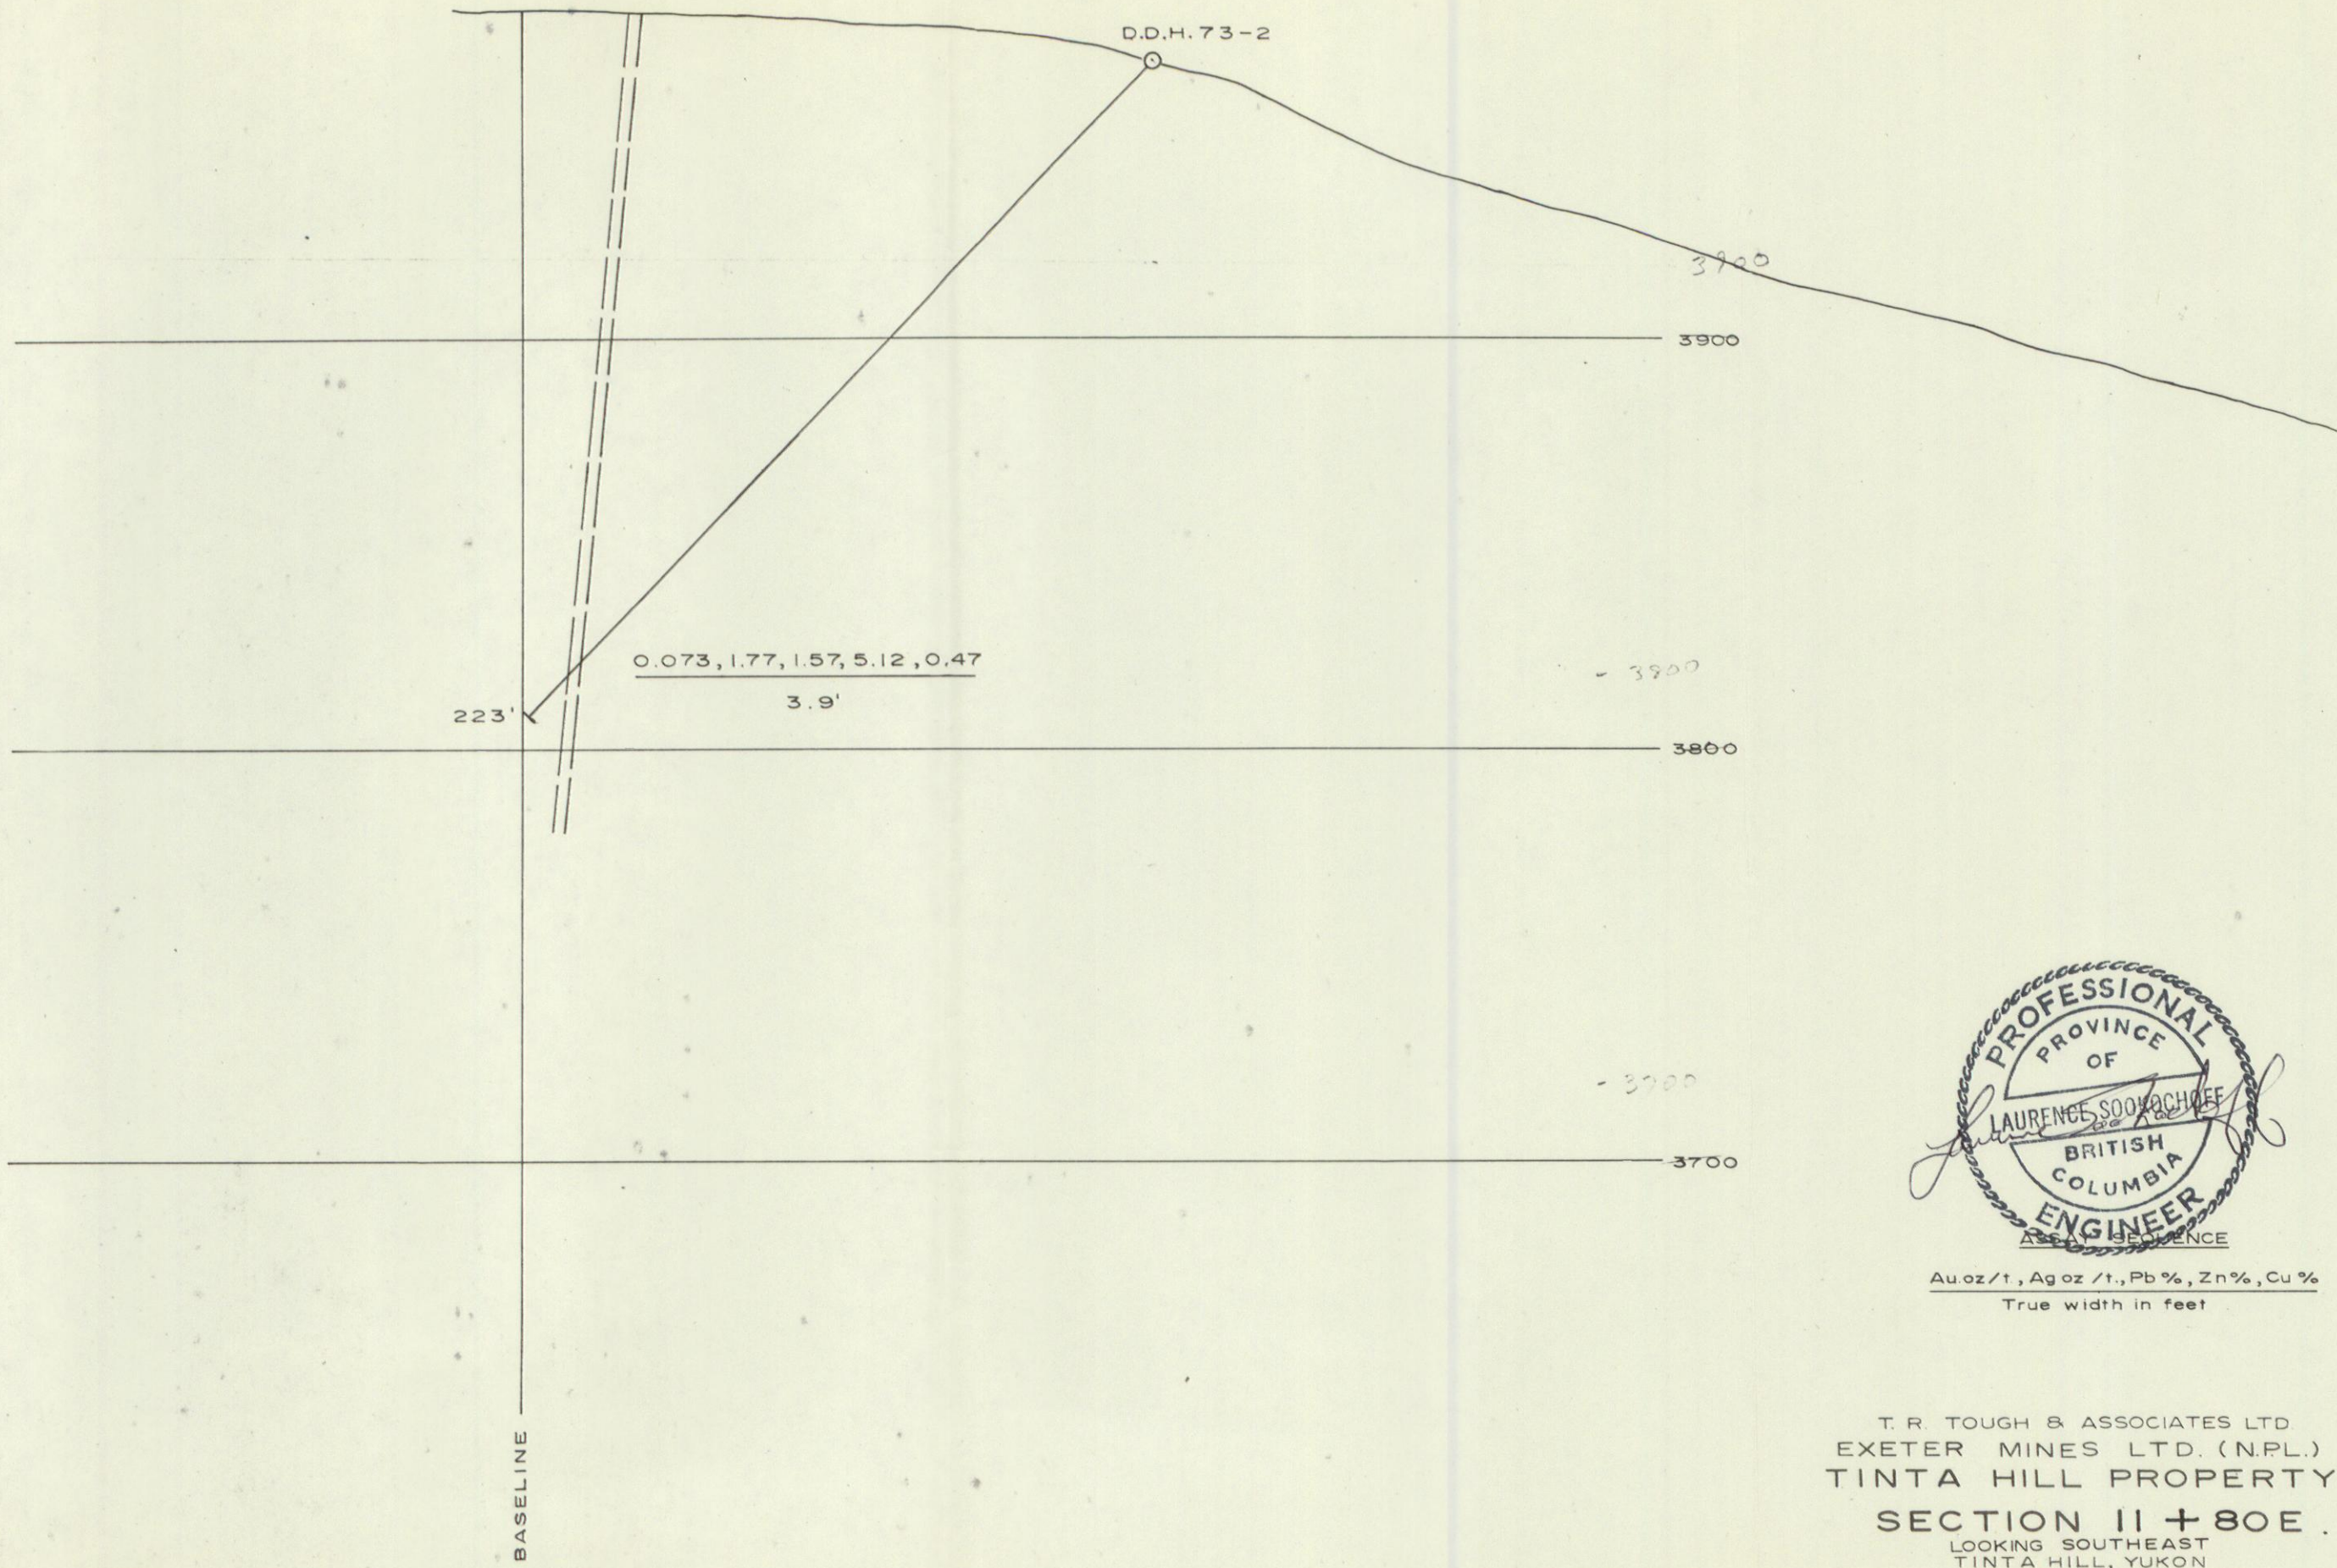 D.D.H. 73-2
3900
3900
0.073, 1.77, 1.57, 5.12, 0.47
3.9'
223'
- 3800
3800
- 3700
3700
BASELINE
PROFESSIONAL
PROVINCE
OF
LAURENCE SOOKOCHOFF
BRITISH
COLUMBIA
ENGINEER
ASSAY SEQUENCE
Au.oz/t., Ag oz /t., Pb %, Zn%, Cu %
True width in feet
T. R. TOUGH & ASSOCIATES LTD.
EXETER MINES LTD. (N.P.L.)
TINTA HILL PROPERTY
SECTION 11 + 80E.
LOOKING SOUTHEAST
TINTA HILL, YUKON